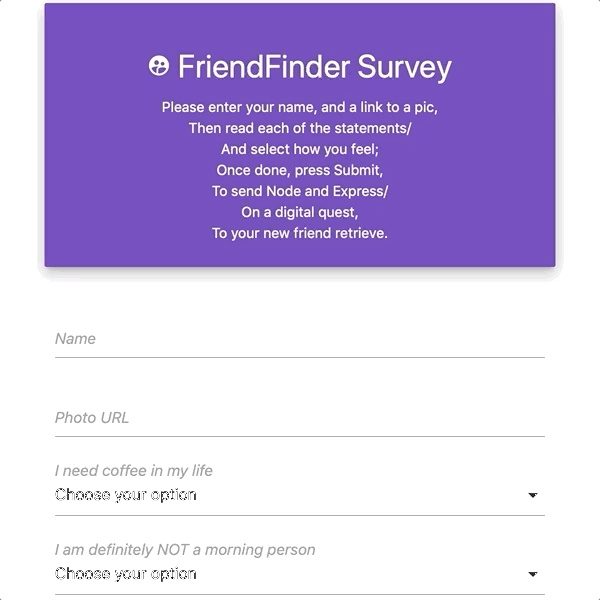 FriendFinder Survey
Please enter your name, and a link to a pic,
Then read each of the statements/
And select how you feel;
Once done, press Submit,
To send Node and Express/
On a digital quest,
To your new friend retrieve.
Name
Photo URL
I need coffee in my life
Choose your option
I am definitely NOT a morning person
Choose your option